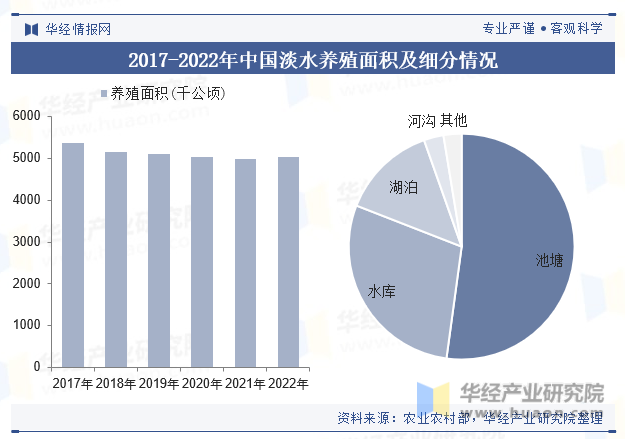 华经情报网
专业严谨 ● 客观科学
2017-2022年中国淡水养殖面积及细分情况
养殖面积(千公顷)
6000
5000
4000
3000
2000
1000
0
2017年 2018年 2019年 2020年 2021年 2022年
河沟 其他
湖泊
水库
池塘
华经产业研究院
www.huaon.com
资料来源：农业农村部，华经产业研究院整理